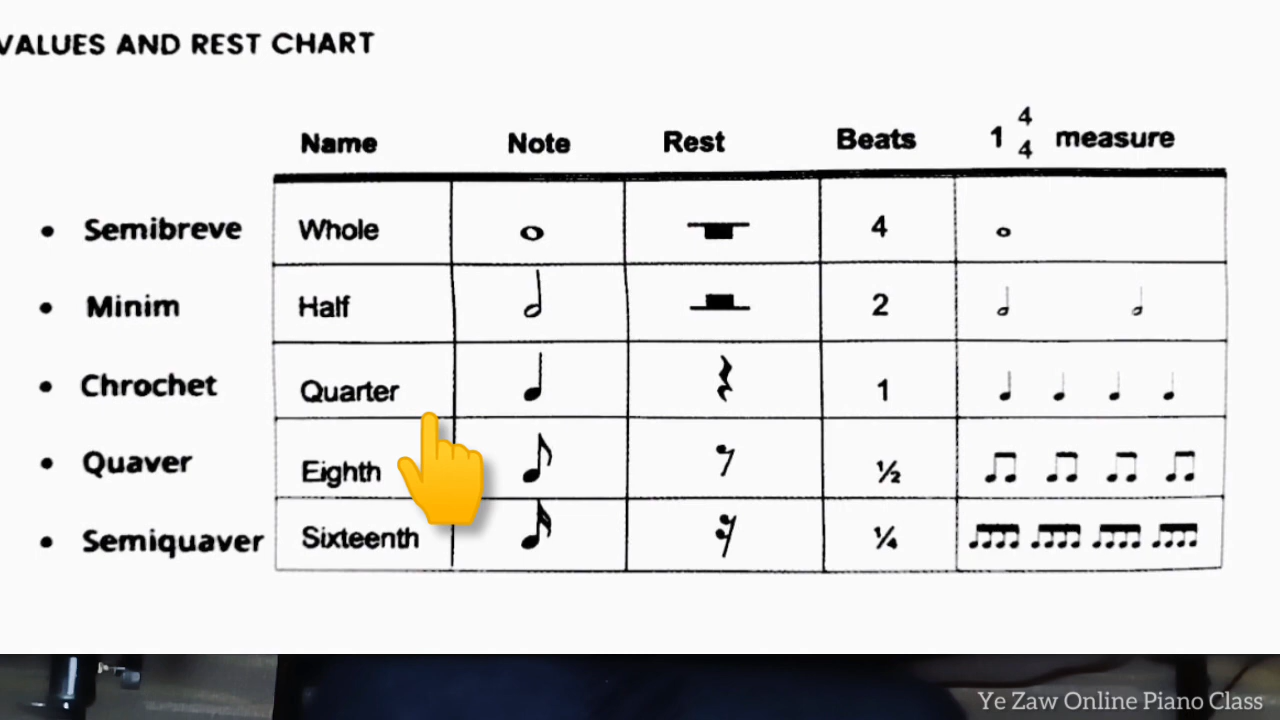 VALUES AND REST CHART
Name Note Rest Beats 1 4/4 measure
• Semibreve Whole 4
• Minim Half 2
• Chrochet Quarter 1
• Quaver Eighth ½
• Semiquaver Sixteenth ¼
Ye Zaw Online Piano Class